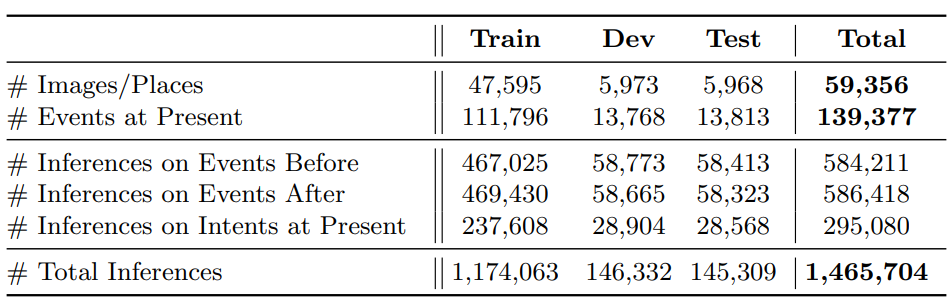 Train Dev Test Total
# Images/Places 47,595 5,973 5,968 59,356
# Events at Present 111,796 13,768 13,813 139,377
# Inferences on Events Before 467,025 58,773 58,413 584,211
# Inferences on Events After 469,430 58,665 58,323 586,418
# Inferences on Intents at Present 237,608 28,904 28,568 295,080
# Total Inferences 1,174,063 146,332 145,309 1,465,704